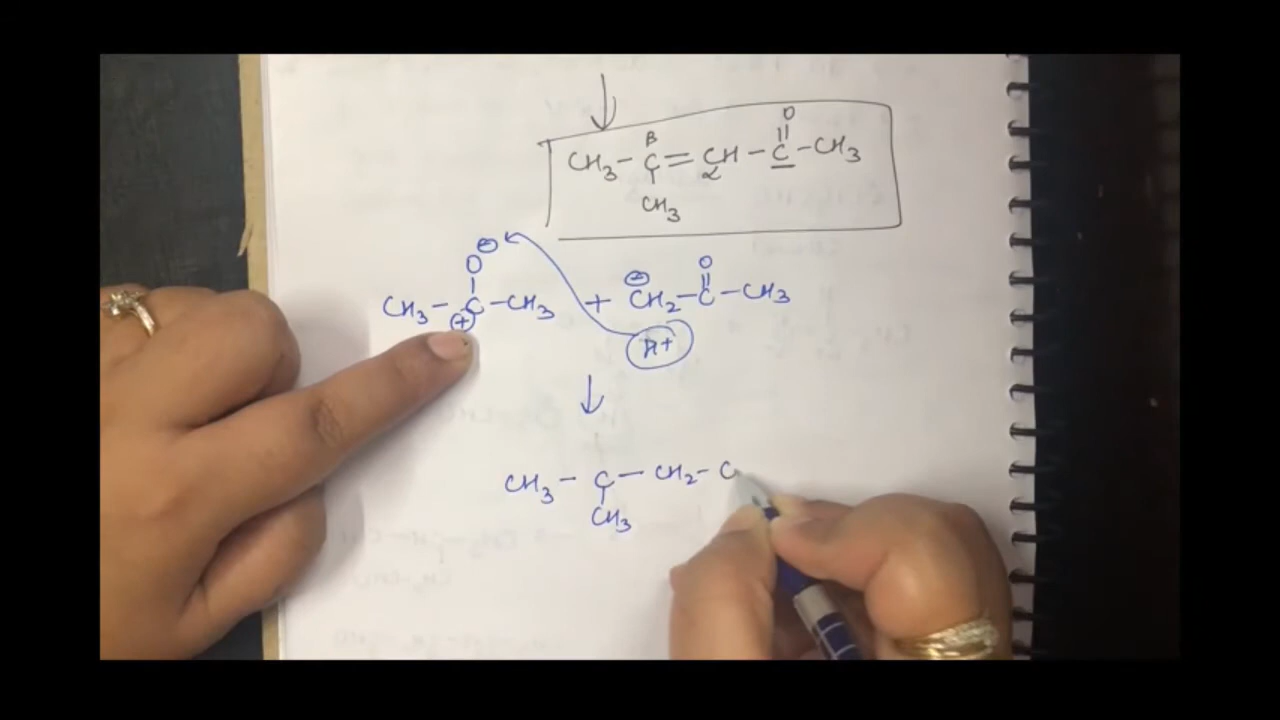 O
β
CH₃ – C = CH – C – CH₃
α
CH₃
⊖
O ⊖ O
CH₃ – C – CH₃ + CH₂ – C – CH₃
⊕
H+
CH₃ – C – CH₂ – C
CH₃